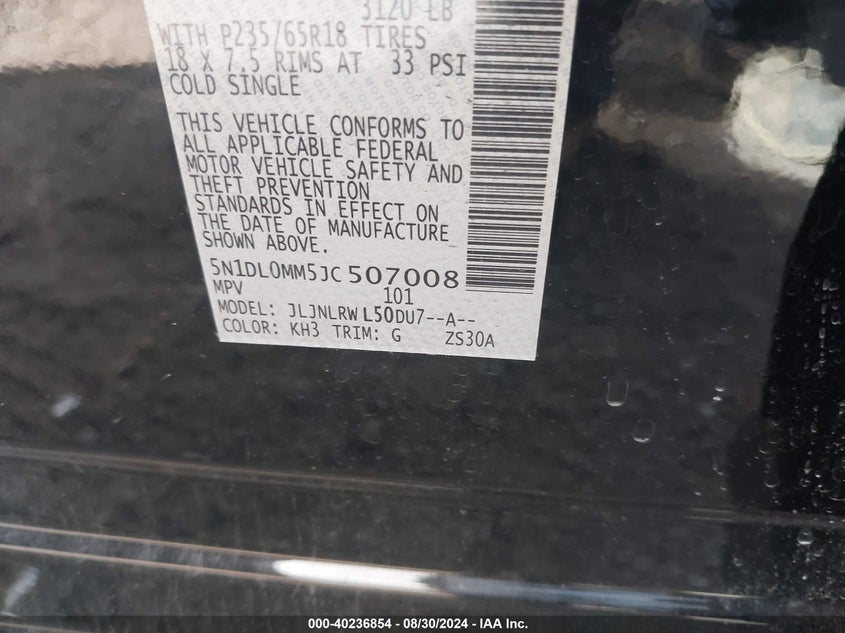 3120 LB
WITH P235/65R18 TIRES
18 X 7.5 RIMS AT 33 PSI
COLD SINGLE
THIS VEHICLE CONFORMS TO
ALL APPLICABLE FEDERAL
MOTOR VEHICLE SAFETY AND
THEFT PREVENTION
STANDARDS IN EFFECT ON
THE DATE OF MANUFACTURE
SHOWN ABOVE.
5N1DL0MM5JC 507008
MPV 101
MODEL: JLJNLRW L50DU7--A--
COLOR: KH3 TRIM: G ZS30A
000-40236854 - 08/30/2024 - IAA Inc.